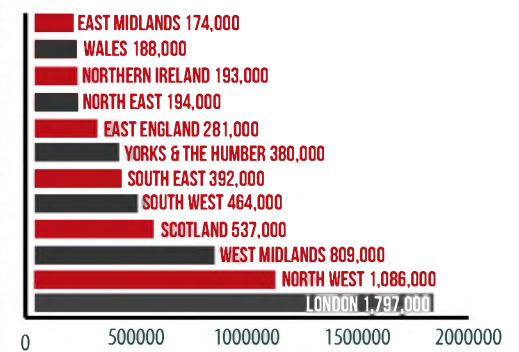 EAST MIDLANDS 174,000
WALES 188,000
NORTHERN IRELAND 193,000
NORTH EAST 194,000
EAST ENGLAND 281,000
YORKS & THE HUMBER 380,000
SOUTH EAST 392,000
SOUTH WEST 464,000
SCOTLAND 537,000
WEST MIDLANDS 809,000
NORTH WEST 1,086,000
LONDON 1,797,000
0 500000 1000000 1500000 2000000